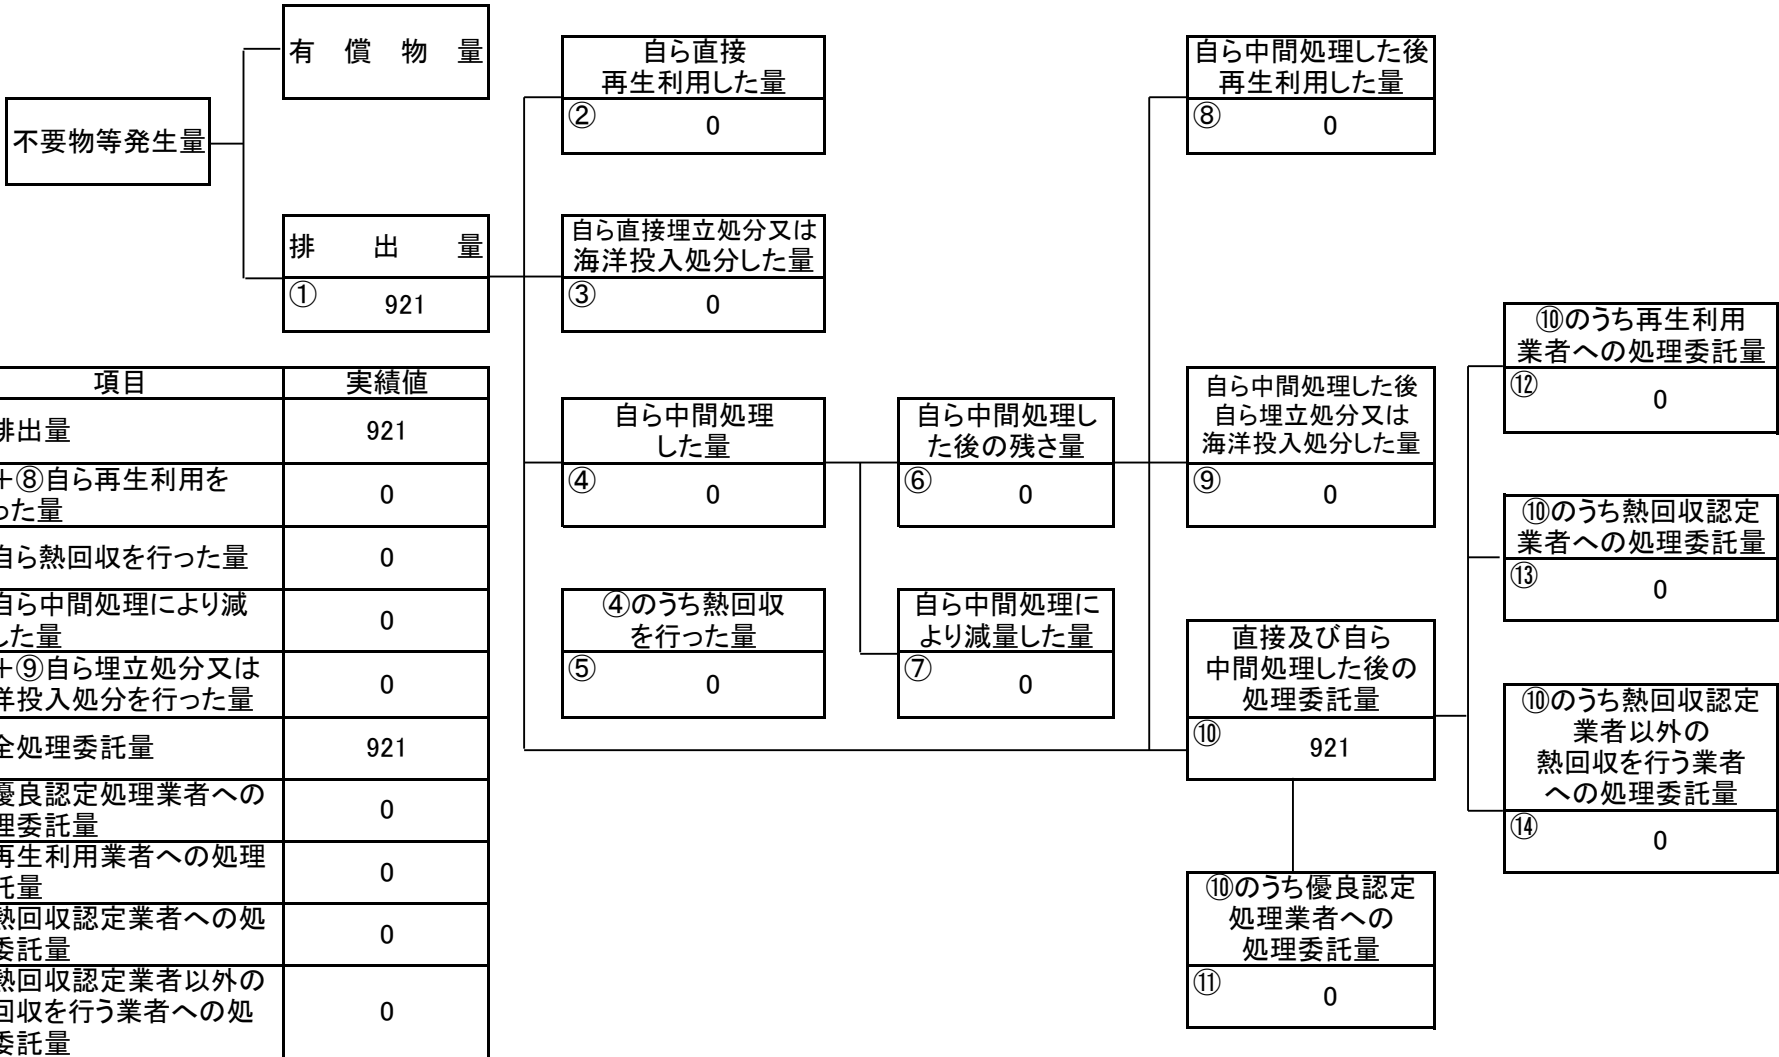 有償物量
不要物等発生量
排出量
①
921
自ら直接
再生利用した量
②
0
自ら直接埋立処分又は
海洋投入処分した量
③
0
自ら中間処理
した量
④
0
④のうち熱回収
を行った量
⑤
0
自ら中間処理し
た後の残さ量
⑥
0
自ら中間処理に
より減量した量
⑦
0
自ら中間処理した後
再生利用した量
⑧
0
自ら中間処理した後
自ら埋立処分又は
海洋投入処分した量
⑨
0
直接及び自ら
中間処理した後の
処理委託量
⑩
921
⑩のうち優良認定
処理業者への
処理委託量
⑪
0
⑩のうち再生利用
業者への処理委託量
⑫
0
⑩のうち熱回収認定
業者への処理委託量
⑬
0
⑩のうち熱回収認定
業者以外の
熱回収を行う業者
への処理委託量
⑭
0
項目 実績値
排出量 921
+⑧自ら再生利用を
った量 0
自ら熱回収を行った量 0
自ら中間処理により減
した量 0
+⑨自ら埋立処分又は
洋投入処分を行った量 0
全処理委託量 921
優良認定処理業者への
理委託量 0
再生利用業者への処理
託量 0
熱回収認定業者への処
委託量 0
熱回収認定業者以外の
回収を行う業者への処
委託量 0